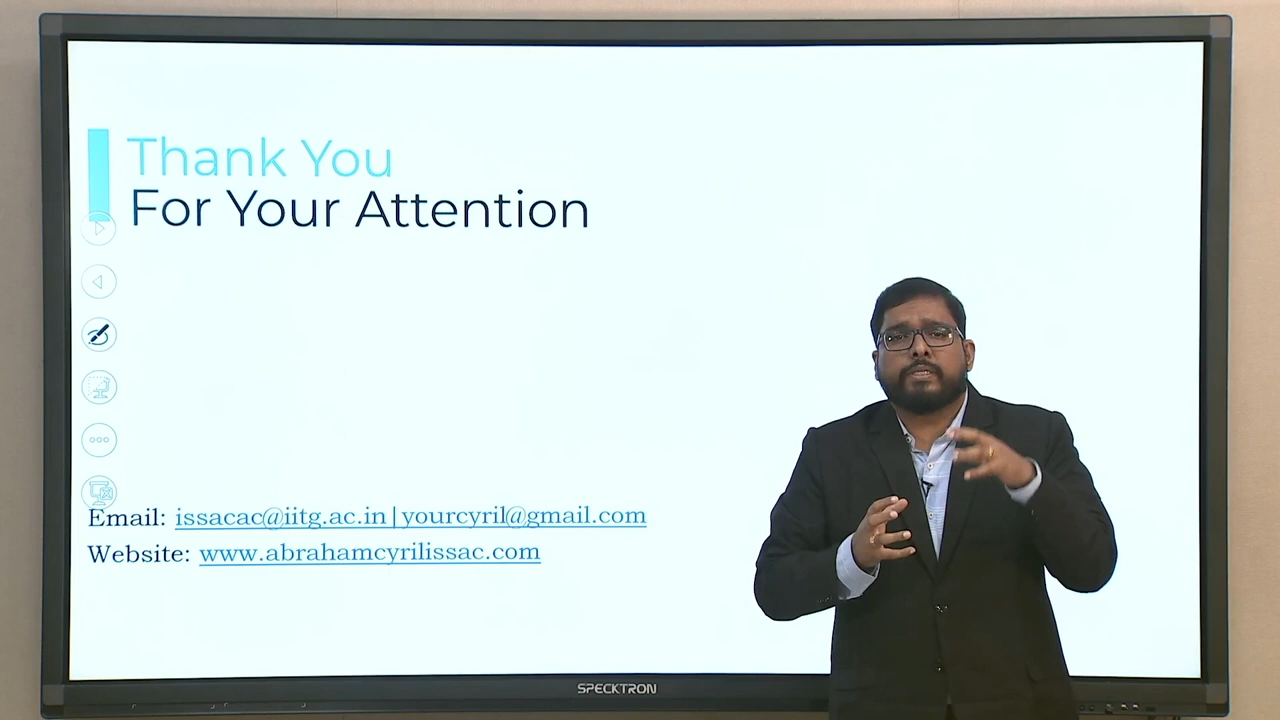 Thank You
For Your Attention
Email: issacac@iitg.ac.in|yourcyril@gmail.com
Website: www.abrahamcyrilissac.com
SPECKTRON